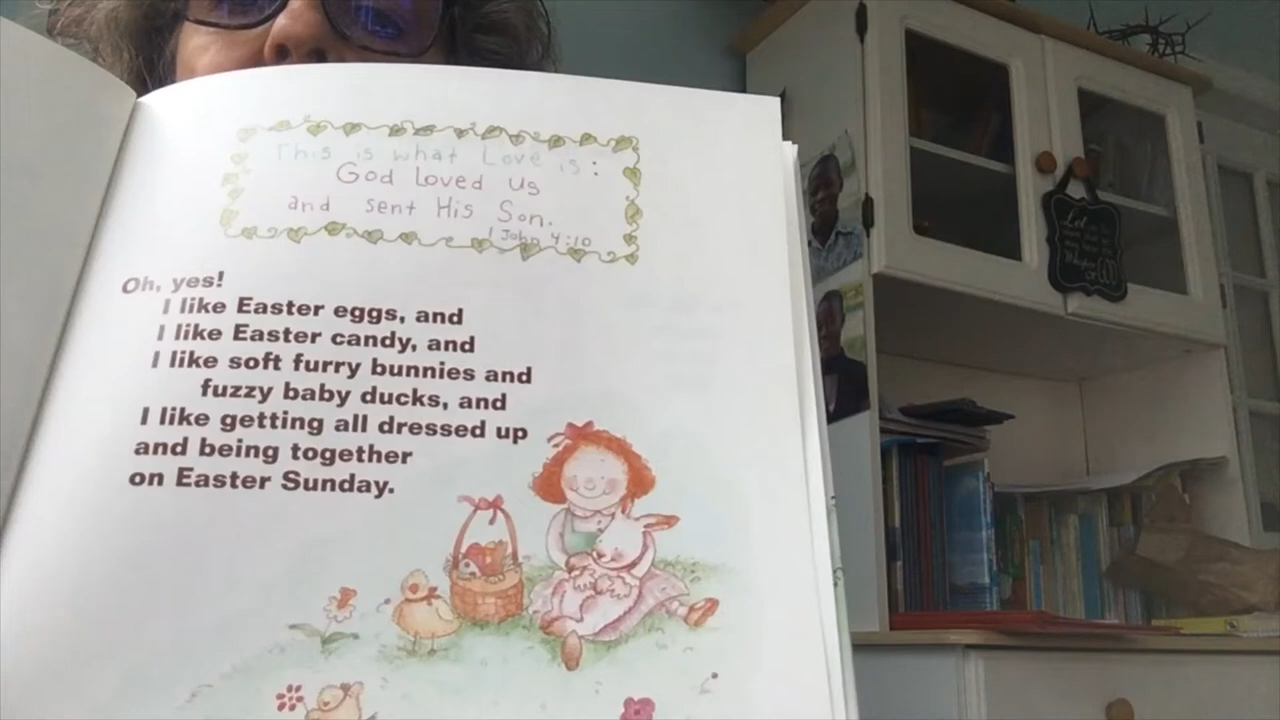 This is what Love is:
God Loved us
and sent His Son.
1 John 4:10
Oh, yes!
I like Easter eggs, and
I like Easter candy, and
I like soft furry bunnies and
fuzzy baby ducks, and
I like getting all dressed up
and being together
on Easter Sunday.
Let